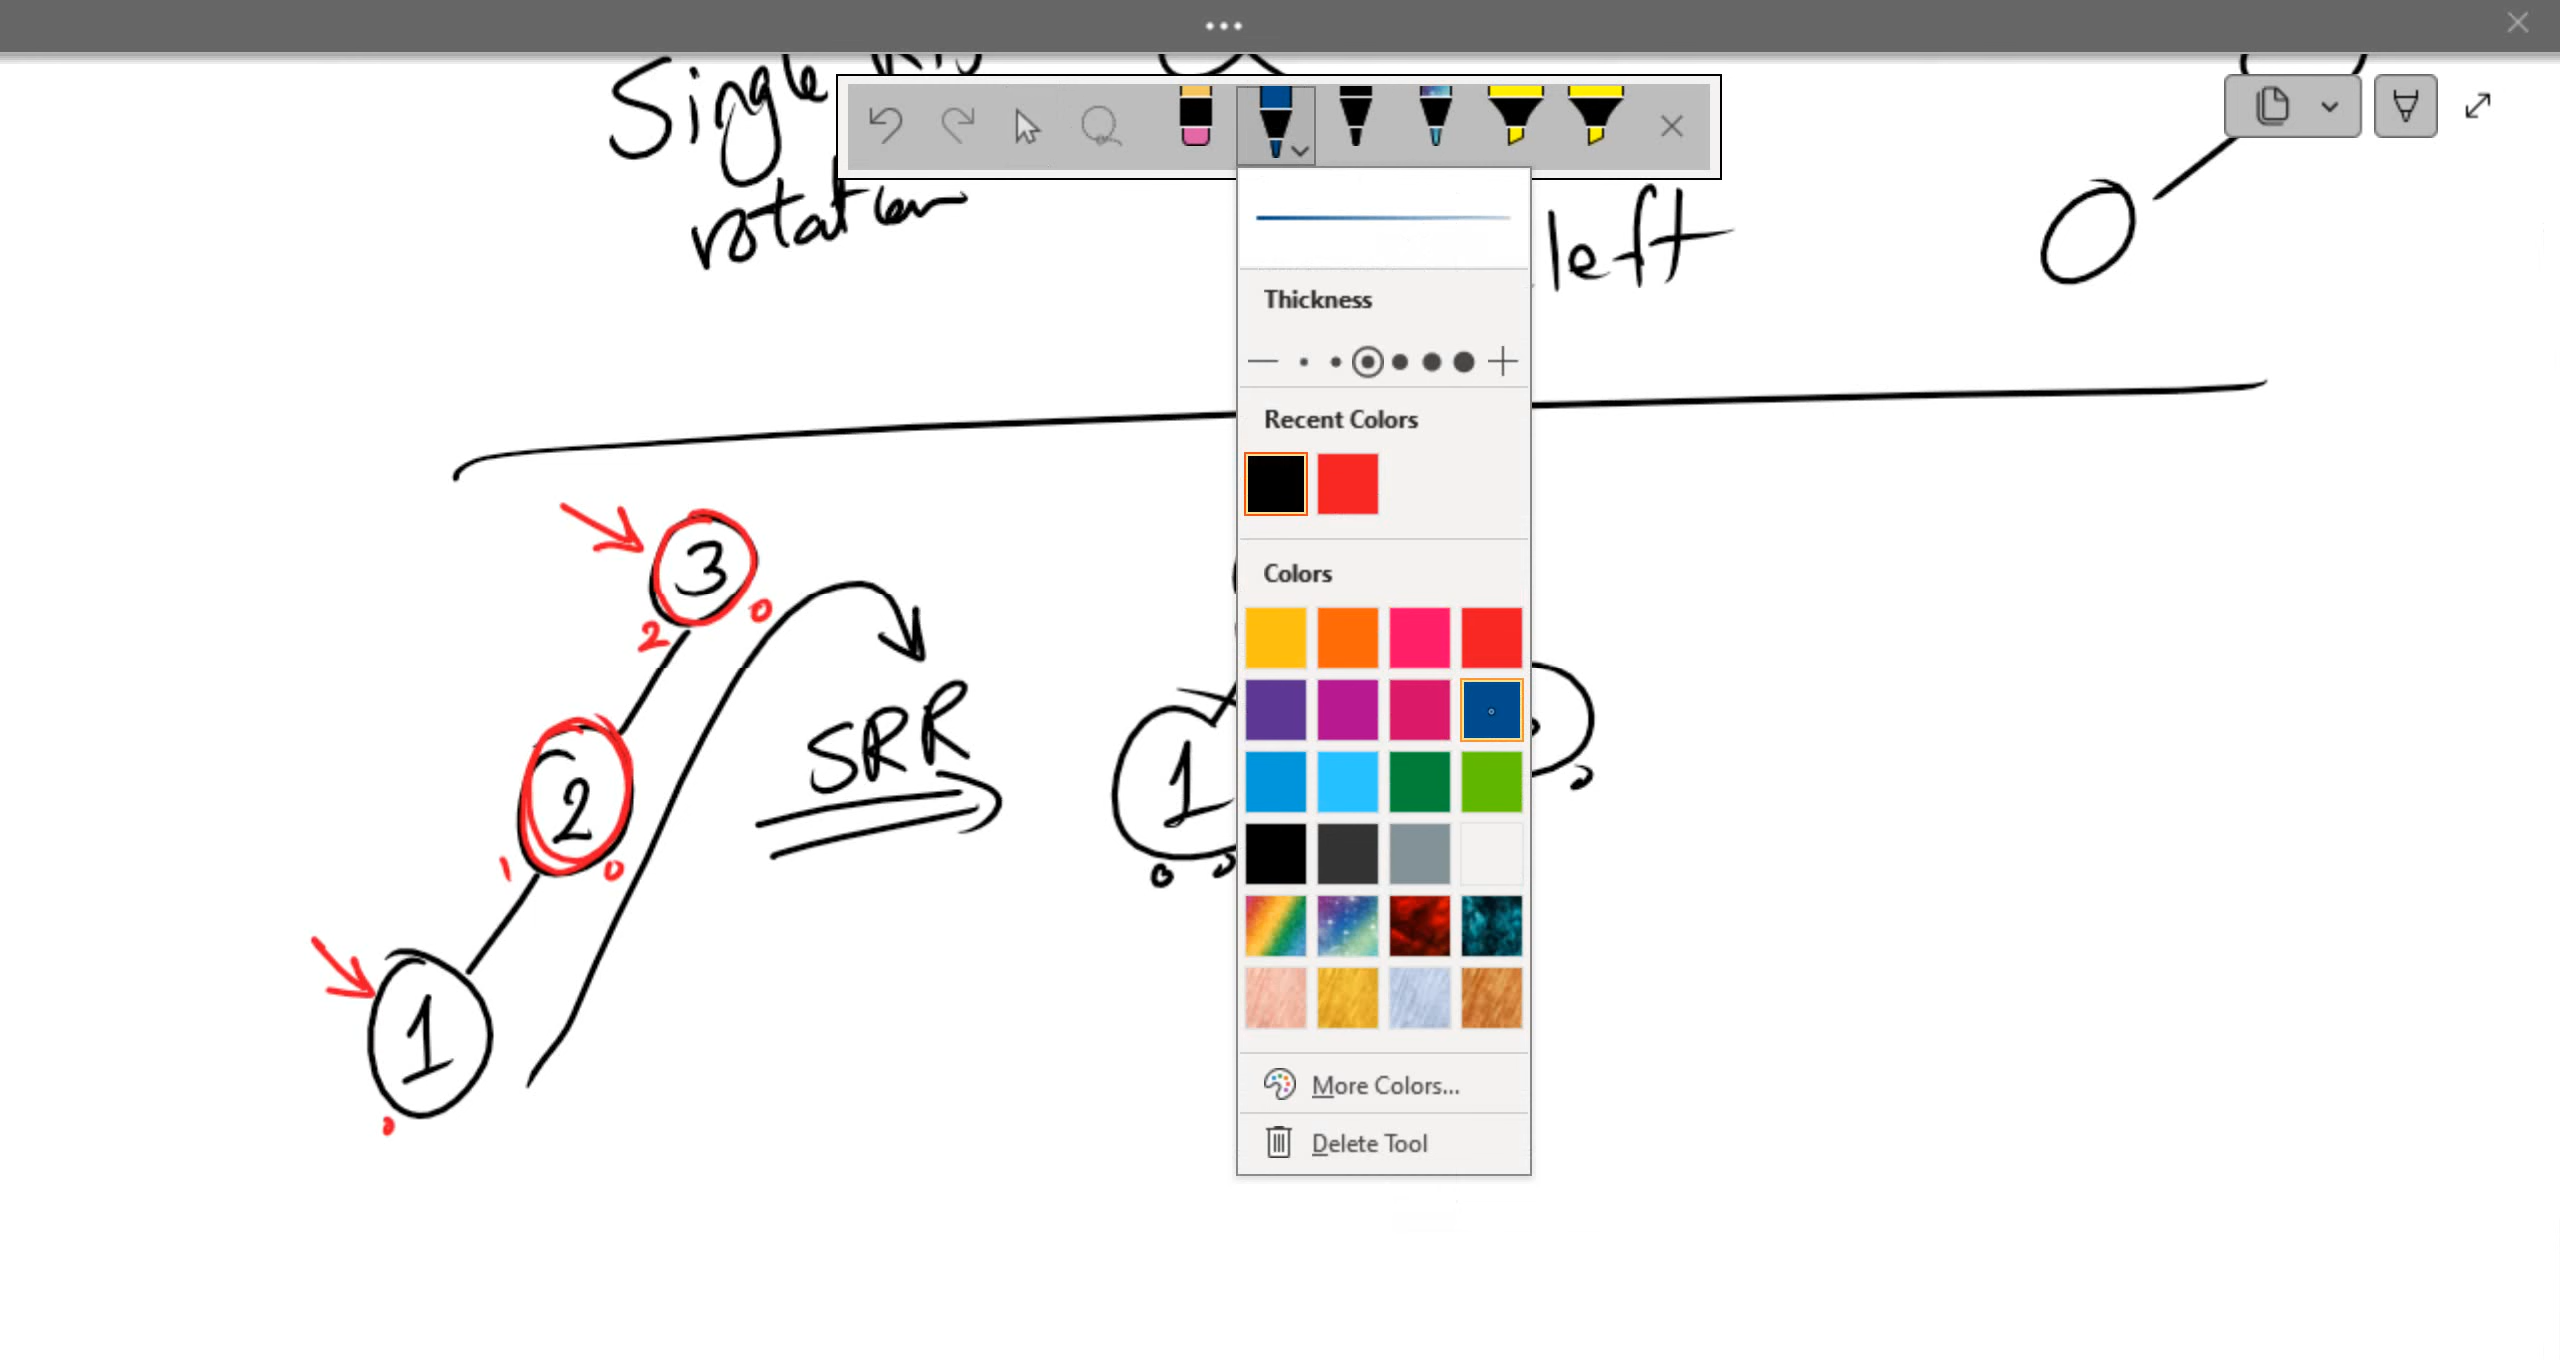 Single
rotation
left
Thickness
Recent Colors
Colors
3
2 0
SRR
2
1 0
1
0 0
1
0
More Colors...
Delete Tool